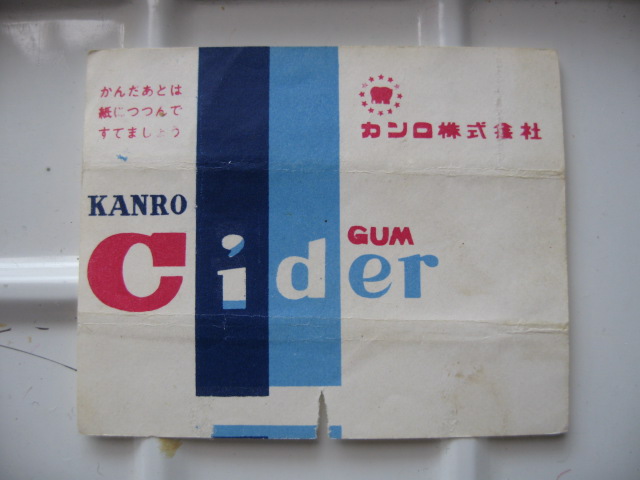 かんだあとは
紙につつんで
すてましょう
カンロ株式会社
KANRO
Cider
GUM